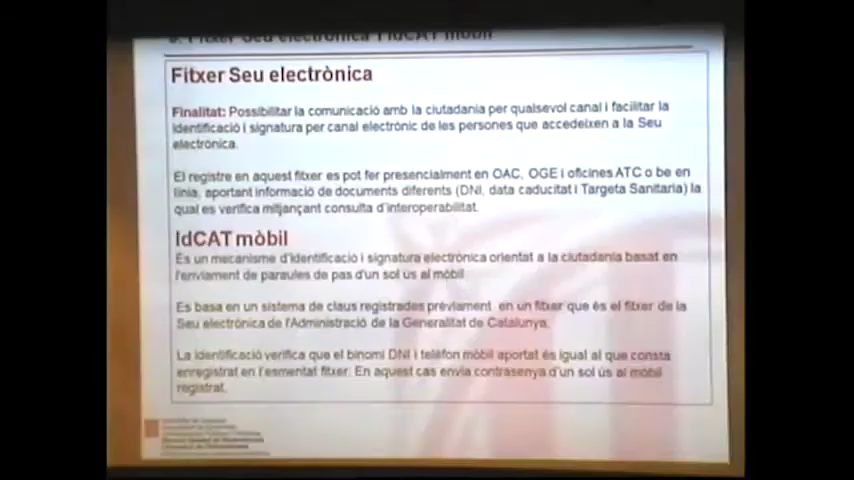 Fitxer Seu electrònica i idCAT mòbil
Fitxer Seu electrònica
Finalitat: Possibilitar la comunicació amb la ciutadania per qualsevol canal i facilitar la
identificació i signatura per canal electrònic de les persones que accedeixen a la Seu
electrònica.
El registre en aquest fitxer es pot fer presencialment en OAC, OGE i oficines ATC o be en
línia, aportant informació de documents diferents (DNI, data caducitat i Targeta Sanitaria) la
qual es verifica mitjançant consulta d'interoperabilitat.
IdCAT mòbil
És un mecanisme d'identificació i signatura electrònica orientat a la ciutadania basat en
l'enviament de paraules de pas d'un sol ús al mòbil
Es basa en un sistema de claus registrades prèviament en un fitxer que és el fitxer de la
Seu electrònica de l'Administració de la Generalitat de Catalunya.
La identificació verifica que el binomi DNI i telèfon mòbil aportat és igual al que consta
enregistrat en l'esmentat fitxer. En aquest cas envia contrasenya d'un sol ús al mòbil
registrat.